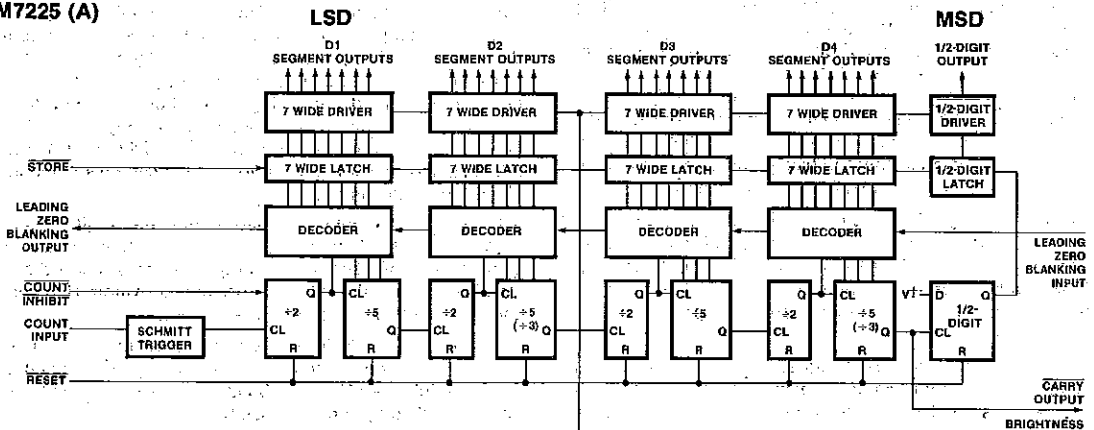 M7225 (A)
LSD
MSD
D1
SEGMENT OUTPUTS
D2
SEGMENT OUTPUTS
D3
SEGMENT OUTPUTS
D4
SEGMENT OUTPUTS
1/2-DIGIT
OUTPUT
7 WIDE DRIVER
7 WIDE DRIVER
7 WIDE DRIVER
7 WIDE DRIVER
1/2-DIGIT
DRIVER
STORE
7 WIDE LATCH
7 WIDE LATCH
7 WIDE LATCH
7 WIDE LATCH
1/2-DIGIT
LATCH
LEADING
ZERO
BLANKING
OUTPUT
DECODER
DECODER
DECODER
DECODER
LEADING
ZERO
BLANKING
INPUT
COUNT
INHIBIT
COUNT
INPUT
SCHMITT
TRIGGER
Q
÷2
CL
R
CL
÷5
Q
R
Q
÷2
CL
R
CL
÷5
(÷3)
Q
R
Q
÷2
CL
R
CL
÷5
Q
R
Q
÷2
CL
R
CL
÷5
(÷3)
Q
R
V+
D
Q
1/2-
DIGIT
CL
R
RESET
CARRY
OUTPUT
BRIGHTNESS